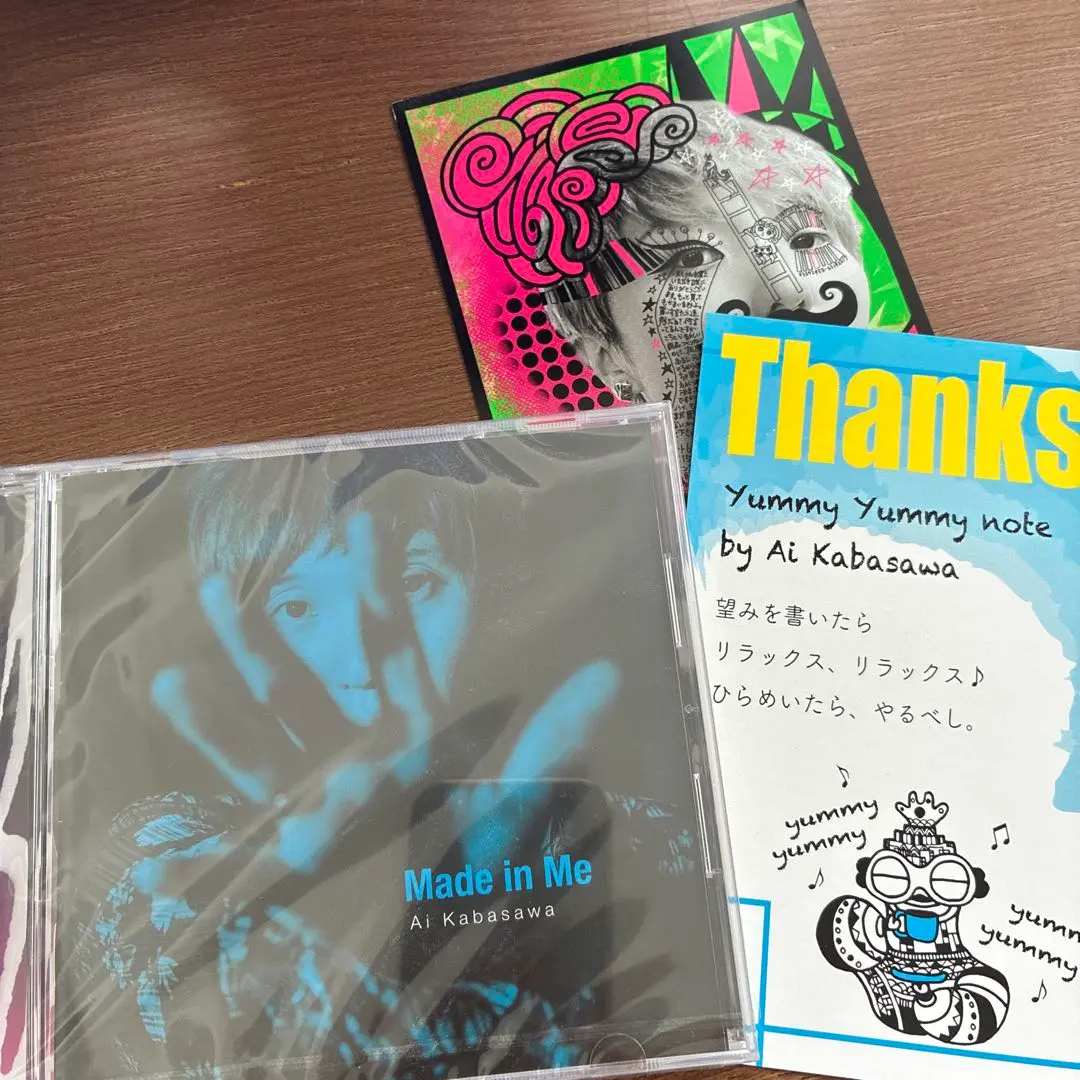 Thanks
Yummy Yummy note
by Ai Kabasawa
望みを書いたら
リラックス、リラックス♪
ひらめいたら、やるべし。
yummy
yummy
yummy
Made in Me
Ai Kabasawa